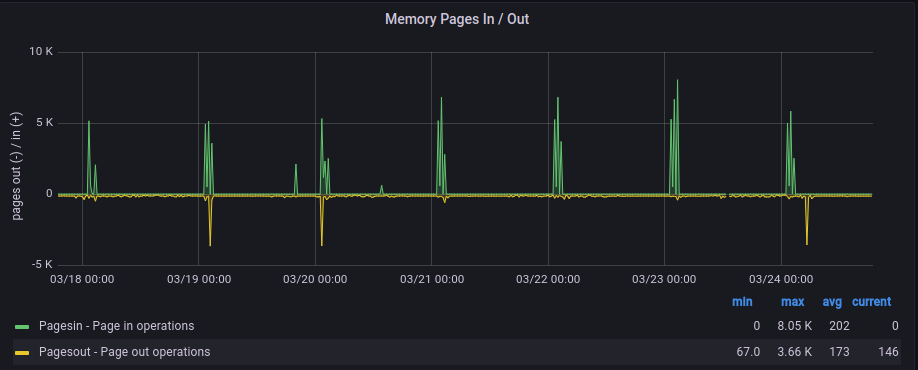 Memory Pages In / Out
pages out (-) / in (+)
10 K
5 K
0
-5 K
03/18 00:00 03/19 00:00 03/20 00:00 03/21 00:00 03/22 00:00 03/23 00:00 03/24 00:00
min max avg current
Pagesin - Page in operations 0 8.05 K 202 0
Pagesout - Page out operations 67.0 3.66 K 173 146